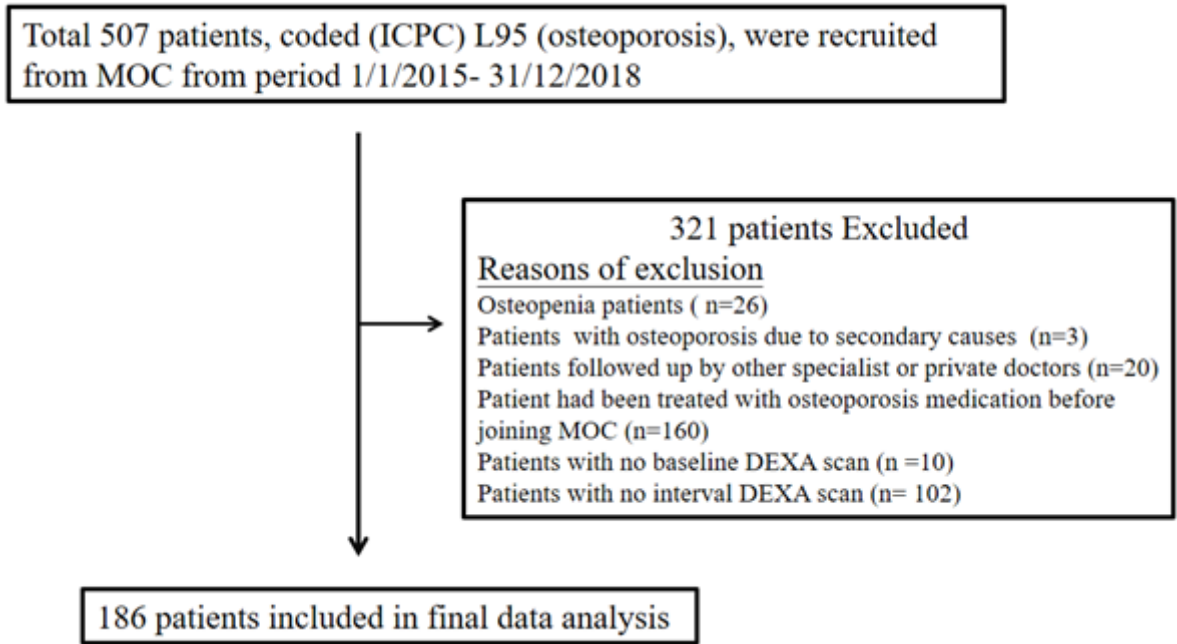 Total 507 patients, coded (ICPC) L95 (osteoporosis), were recruited
from MOC from period 1/1/2015- 31/12/2018
321 patients Excluded
Reasons of exclusion
Osteopenia patients ( n=26)
Patients with osteoporosis due to secondary causes (n=3)
Patients followed up by other specialist or private doctors (n=20)
Patient had been treated with osteoporosis medication before
joining MOC (n=160)
Patients with no baseline DEXA scan (n =10)
Patients with no interval DEXA scan (n= 102)
186 patients included in final data analysis